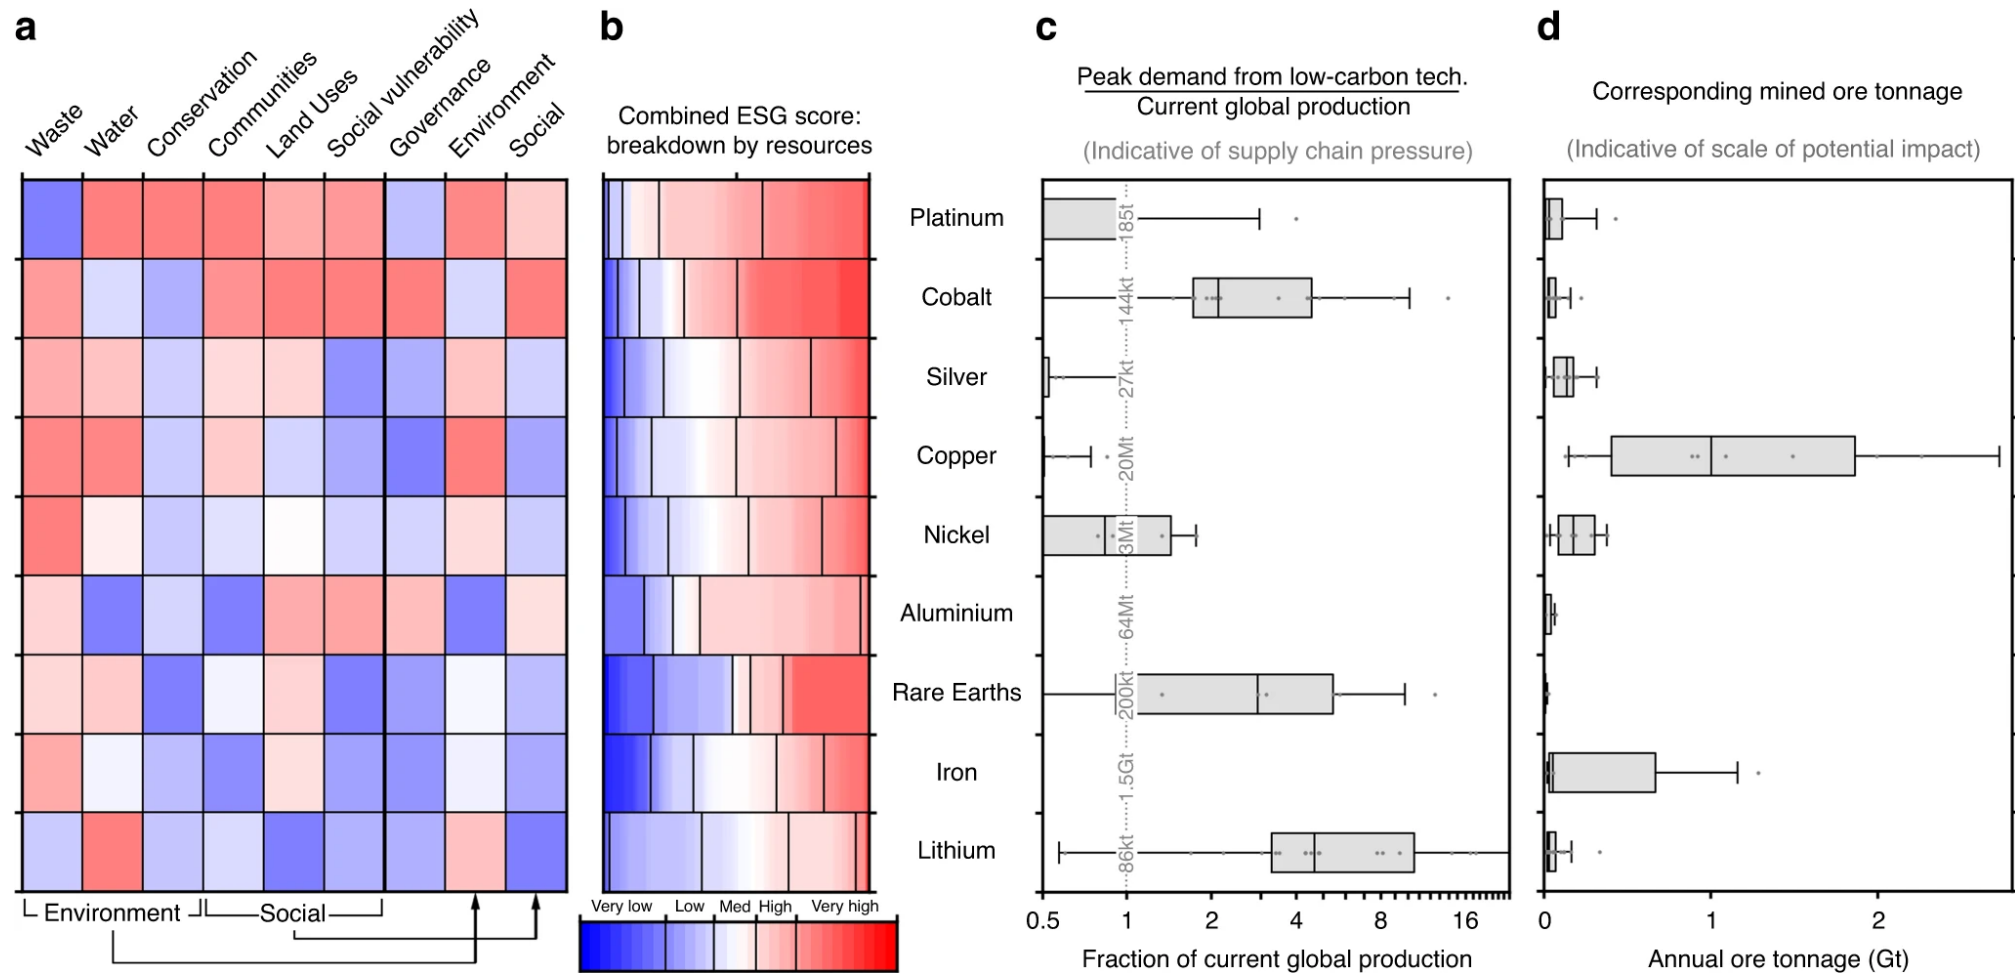 a
b
c
d
Waste
Water
Conservation
Communities
Land Uses
Social vulnerability
Governance
Environment
Social
Combined ESG score:
breakdown by resources
Peak demand from low-carbon tech.
Current global production
(Indicative of supply chain pressure)
Corresponding mined ore tonnage
(Indicative of scale of potential impact)
Platinum
185t
Cobalt
144kt
Silver
27kt
Copper
20Mt
Nickel
3Mt
Aluminium
64Mt
Rare Earths
200kt
Iron
1.5Gt
Lithium
86kt
Environment
Social
Very low
Low
Med
High
Very high
0.5 1 2 4 8 16
Fraction of current global production
0 1 2
Annual ore tonnage (Gt)